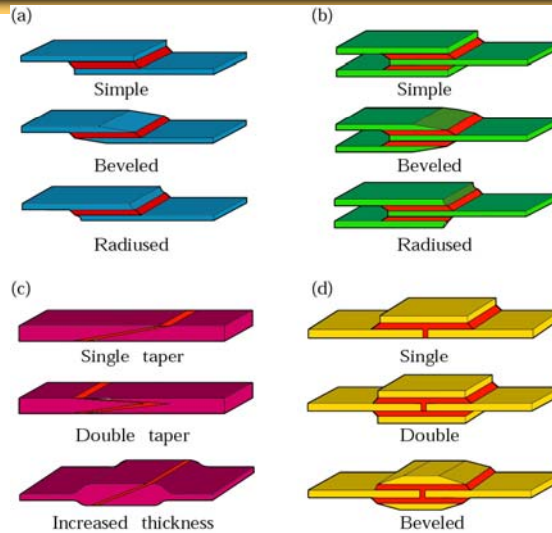 (a)
Simple
Beveled
Radiused
(b)
Simple
Beveled
Radiused
(c)
Single taper
Double taper
Increased thickness
(d)
Single
Double
Beveled